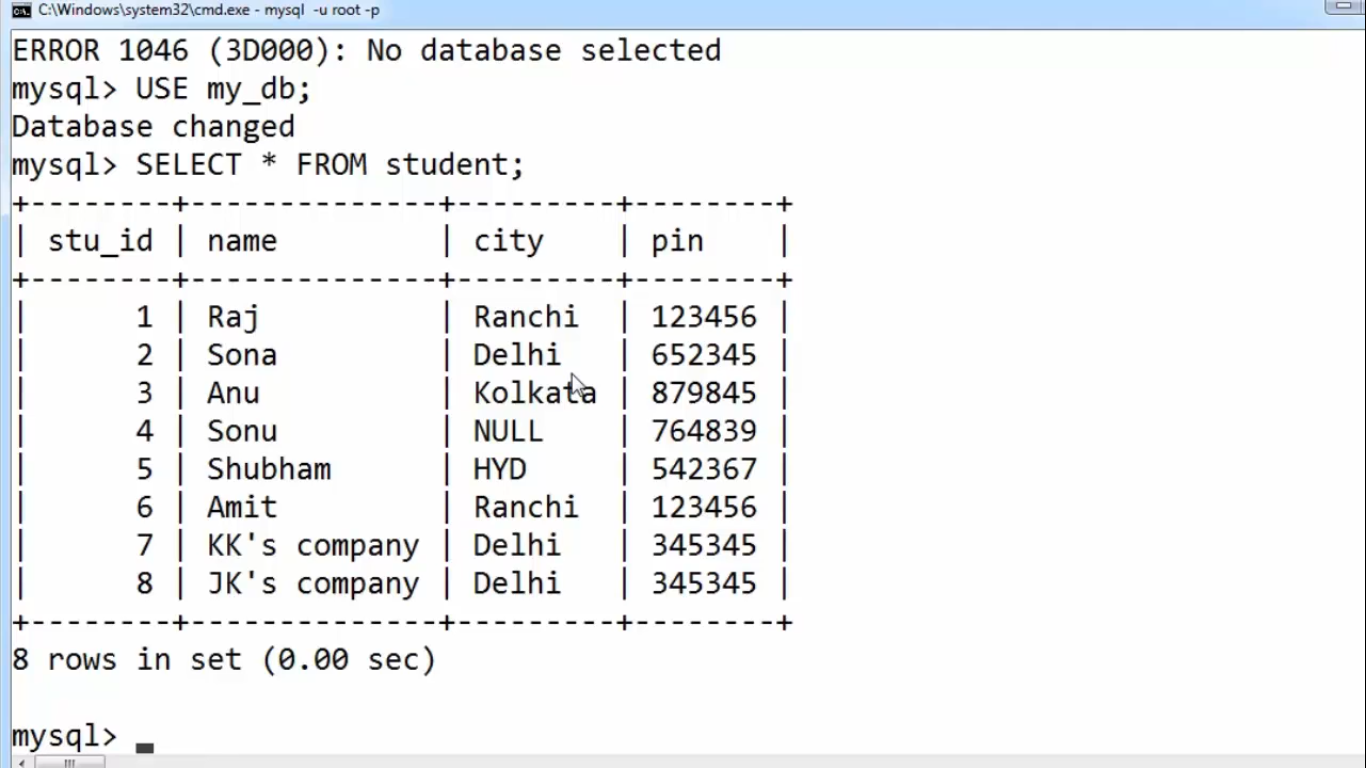 C:\Windows\system32\cmd.exe - mysql  -u root -p
ERROR 1046 (3D000): No database selected
mysql> USE my_db;
Database changed
mysql> SELECT * FROM student;
+--------+--------------+---------+--------+
| stu_id | name         | city    | pin    |
+--------+--------------+---------+--------+
|      1 | Raj          | Ranchi  | 123456 |
|      2 | Sona         | Delhi   | 652345 |
|      3 | Anu          | Kolkata | 879845 |
|      4 | Sonu         | NULL    | 764839 |
|      5 | Shubham      | HYD     | 542367 |
|      6 | Amit         | Ranchi  | 123456 |
|      7 | KK's company | Delhi   | 345345 |
|      8 | JK's company | Delhi   | 345345 |
+--------+--------------+---------+--------+
8 rows in set (0.00 sec)
mysql>